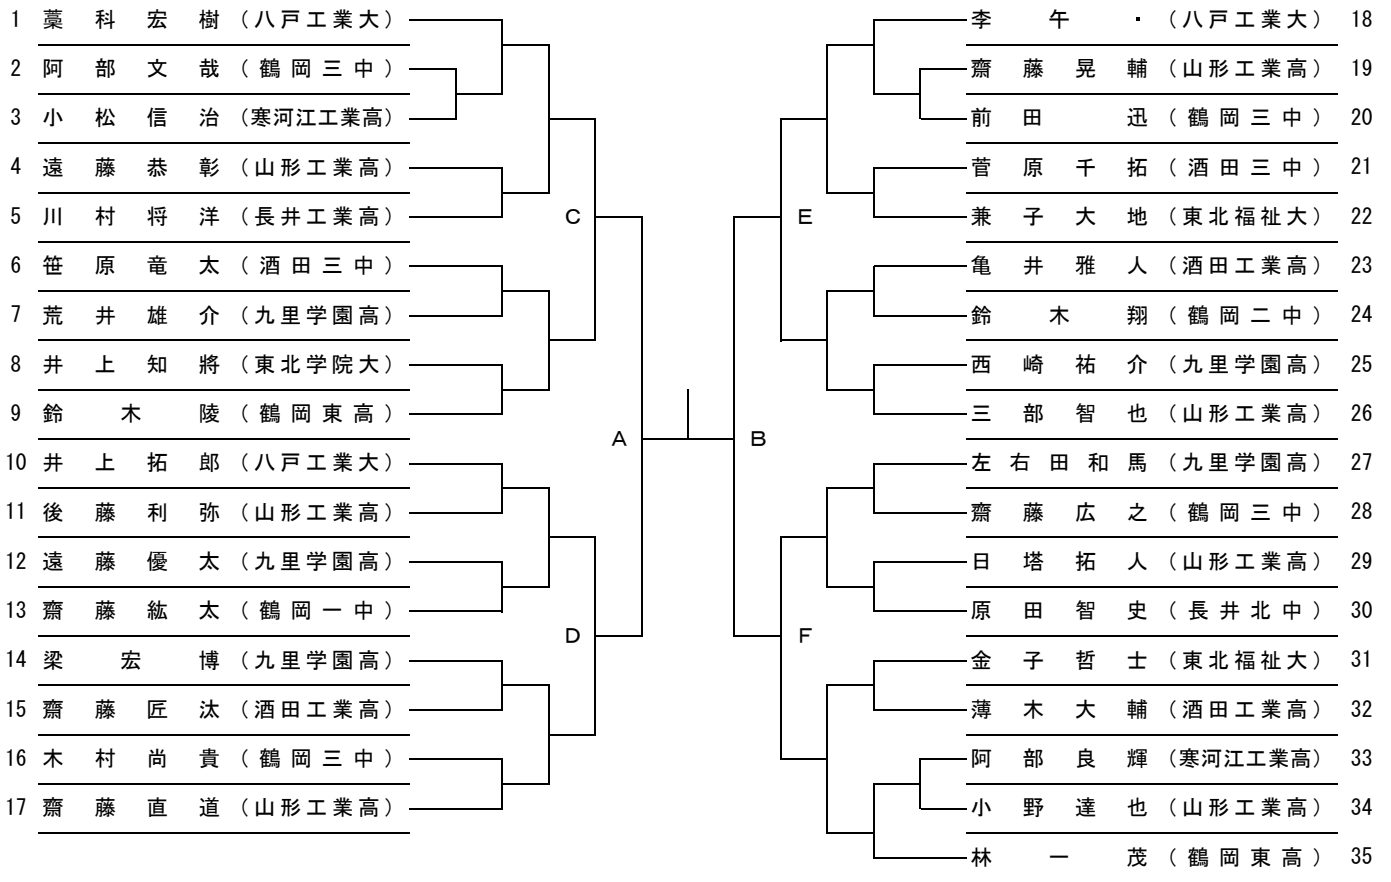 1 藁科宏樹（八戸工業大）
2 阿部文哉（鶴岡三中）
3 小松信治（寒河江工業高）
4 遠藤恭彰（山形工業高）
5 川村将洋（長井工業高）
C
6 笹原竜太（酒田三中）
7 荒井雄介（九里学園高）
8 井上知將（東北学院大）
9 鈴木陵（鶴岡東高）
A
10 井上拓郎（八戸工業大）
11 後藤利弥（山形工業高）
12 遠藤優太（九里学園高）
13 齋藤紘太（鶴岡一中）
D
14 梁宏博（九里学園高）
15 齋藤匠汰（酒田工業高）
16 木村尚貴（鶴岡三中）
17 齋藤直道（山形工業高）
李午・（八戸工業大） 18
齋藤晃輔（山形工業高） 19
前田迅（鶴岡三中） 20
菅原千拓（酒田三中） 21
兼子大地（東北福祉大） 22
E
亀井雅人（酒田工業高） 23
鈴木翔（鶴岡二中） 24
西崎祐介（九里学園高） 25
三部智也（山形工業高） 26
B
左右田和馬（九里学園高） 27
齋藤広之（鶴岡三中） 28
日塔拓人（山形工業高） 29
原田智史（長井北中） 30
F
金子哲士（東北福祉大） 31
薄木大輔（酒田工業高） 32
阿部良輝（寒河江工業高） 33
小野達也（山形工業高） 34
林一茂（鶴岡東高） 35